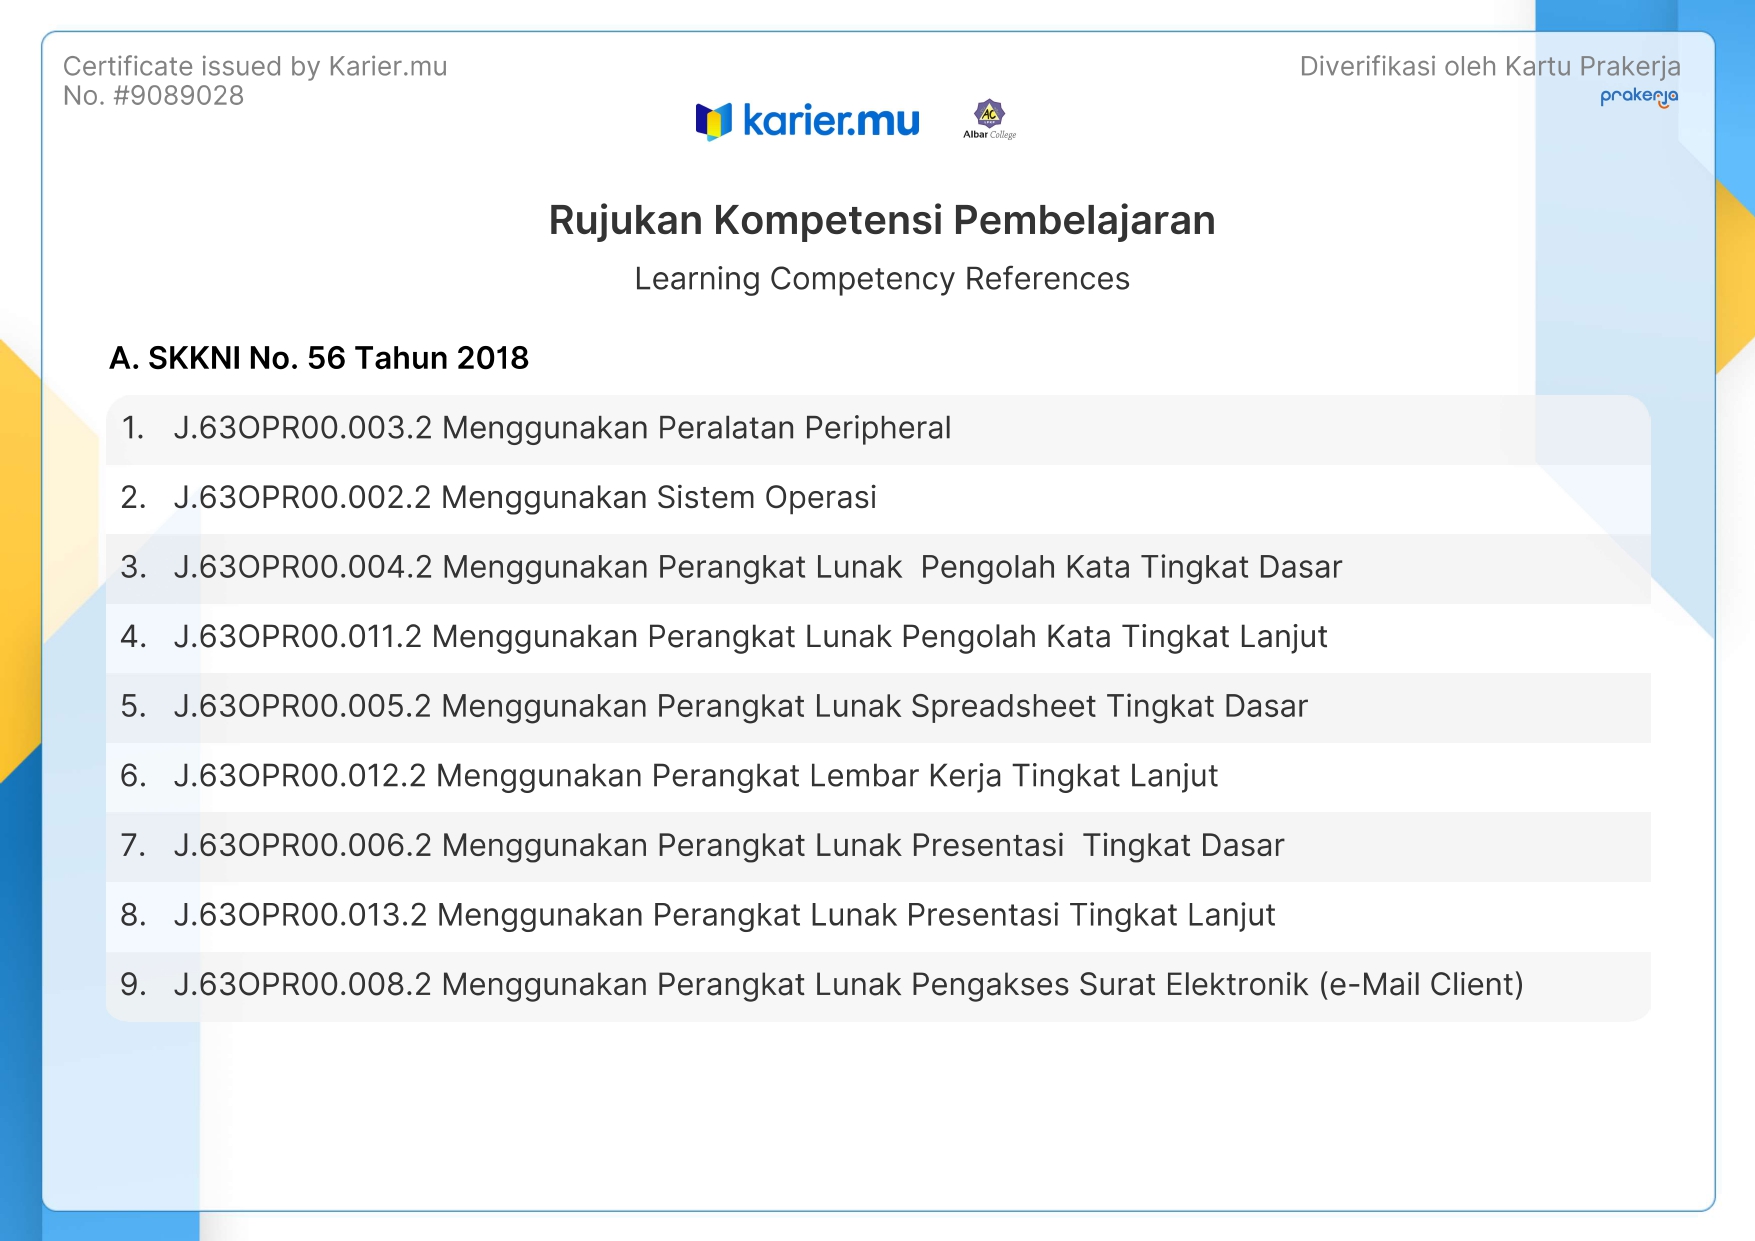 Certificate issued by Karier.mu
No. #9089028
Diverifikasi oleh Kartu Prakerja
prakerja
karier.mu
AC
Albar College
Rujukan Kompetensi Pembelajaran
Learning Competency References
A. SKKNI No. 56 Tahun 2018
1. J.63OPR00.003.2 Menggunakan Peralatan Peripheral
2. J.63OPR00.002.2 Menggunakan Sistem Operasi
3. J.63OPR00.004.2 Menggunakan Perangkat Lunak  Pengolah Kata Tingkat Dasar
4. J.63OPR00.011.2 Menggunakan Perangkat Lunak Pengolah Kata Tingkat Lanjut
5. J.63OPR00.005.2 Menggunakan Perangkat Lunak Spreadsheet Tingkat Dasar
6. J.63OPR00.012.2 Menggunakan Perangkat Lembar Kerja Tingkat Lanjut
7. J.63OPR00.006.2 Menggunakan Perangkat Lunak Presentasi  Tingkat Dasar
8. J.63OPR00.013.2 Menggunakan Perangkat Lunak Presentasi Tingkat Lanjut
9. J.63OPR00.008.2 Menggunakan Perangkat Lunak Pengakses Surat Elektronik (e-Mail Client)